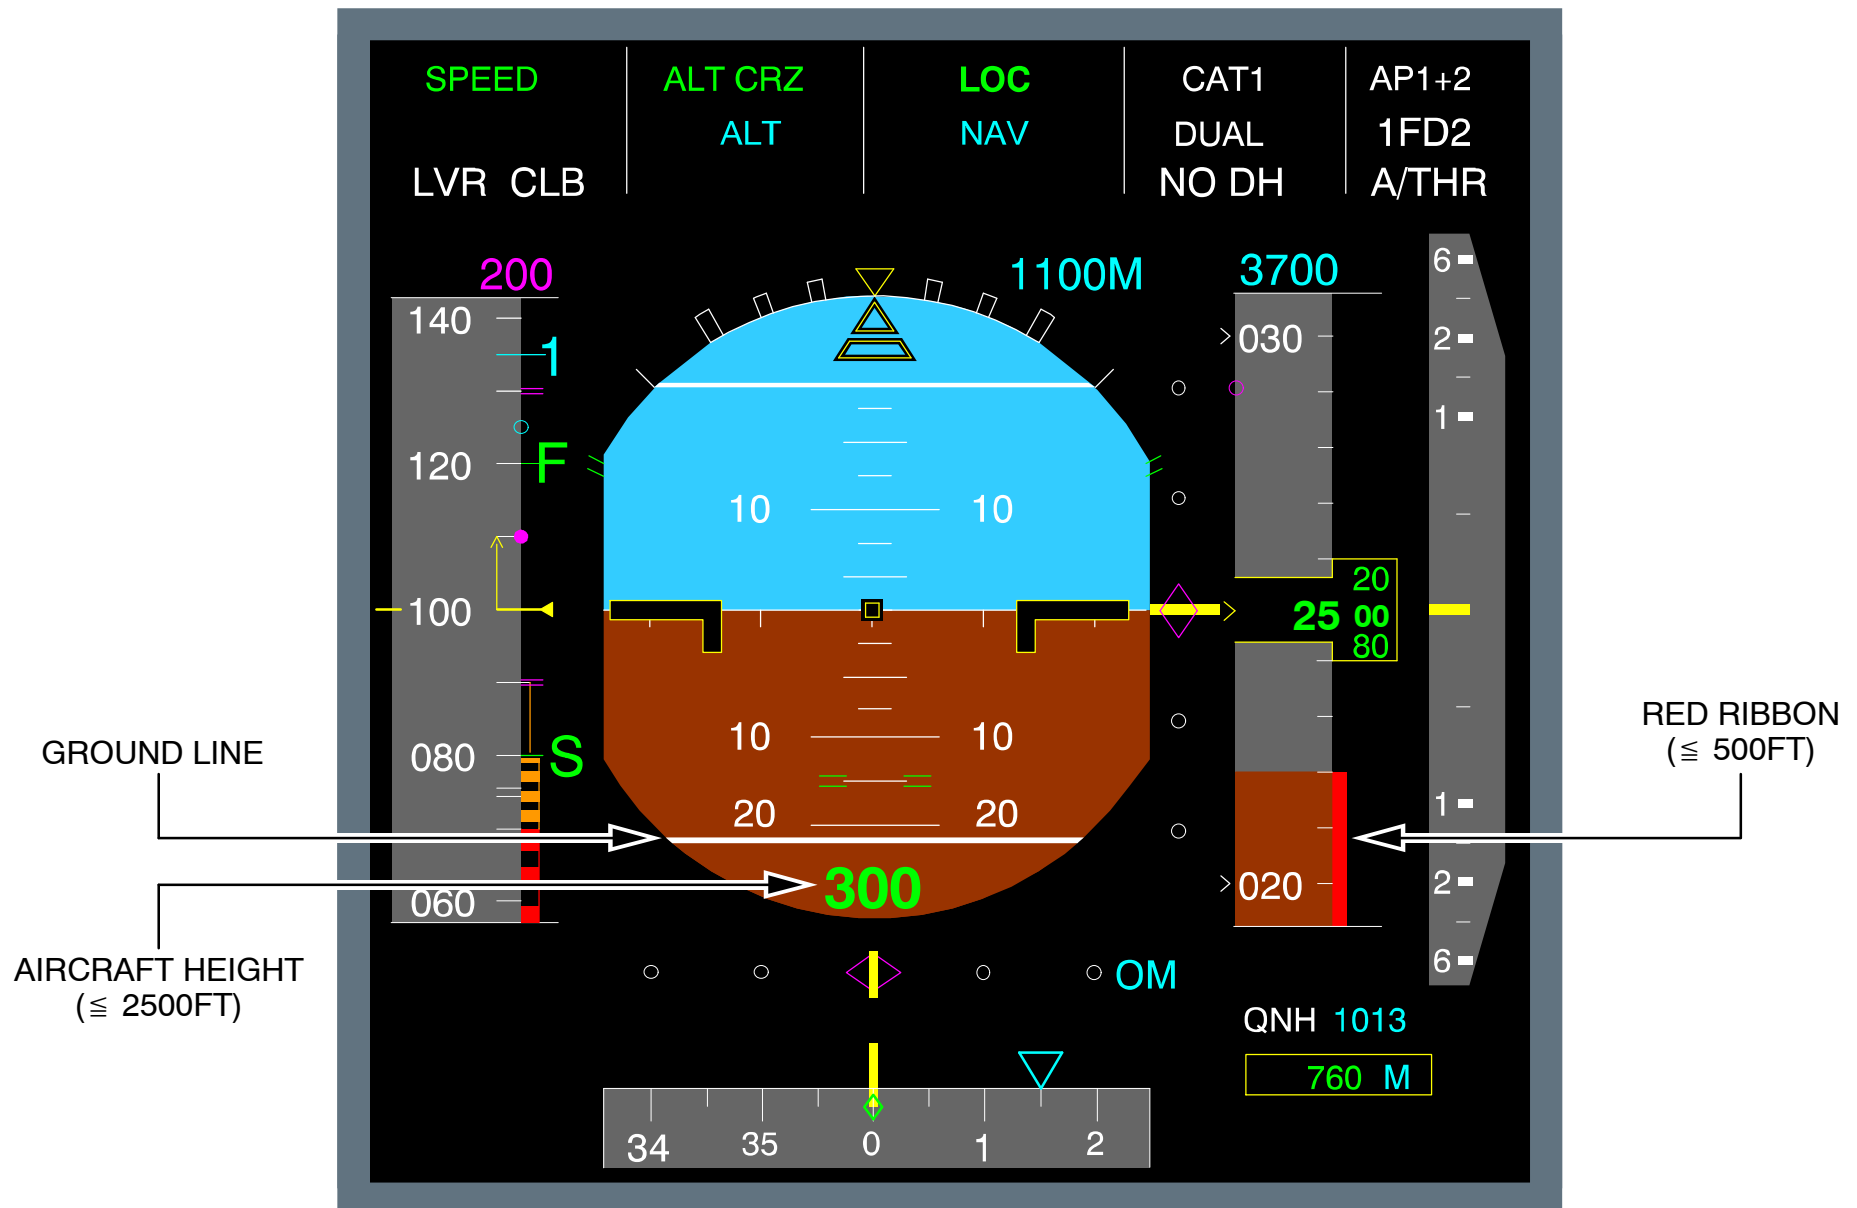 SPEED ALT CRZ LOC CAT1 AP1+2
ALT NAV DUAL 1FD2
LVR CLB NO DH A/THR
200 1100M 3700
6
140 030 2
1
1
F
120
10 10
20
100 25 00
80
RED RIBBON
(≦ 500FT)
10 10
GROUND LINE
080 S
20 20 1
300
060 020 2
AIRCRAFT HEIGHT
(≦ 2500FT)
6
OM
QNH 1013
760 M
34 35 0 1 2